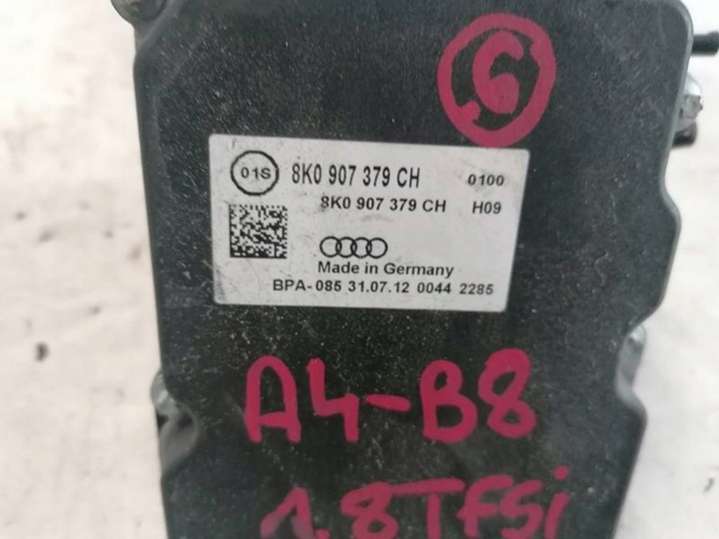 6
01S 8K0 907 379 CH 0100
8K0 907 379 CH H09
Made in Germany
BPA-085 31.07.12 0044 2285
A4-B8
1.8TFSi